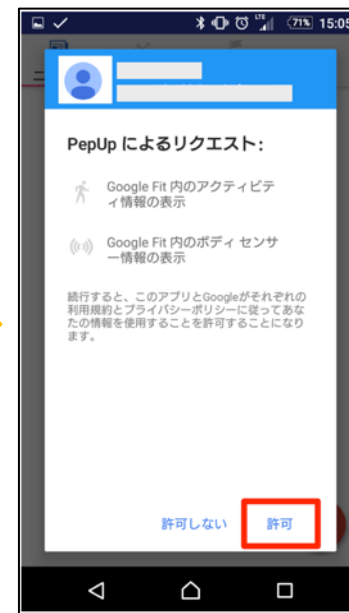 LTE 71% 15:05
PepUp によるリクエスト:
Google Fit 内のアクティビテ
ィ情報の表示
Google Fit 内のボディ センサ
ー情報の表示
続行すると、このアプリとGoogleがそれぞれの
利用規約とプライバシーポリシーに従ってあな
たの情報を使用することを許可することになり
ます。
許可しない 許可